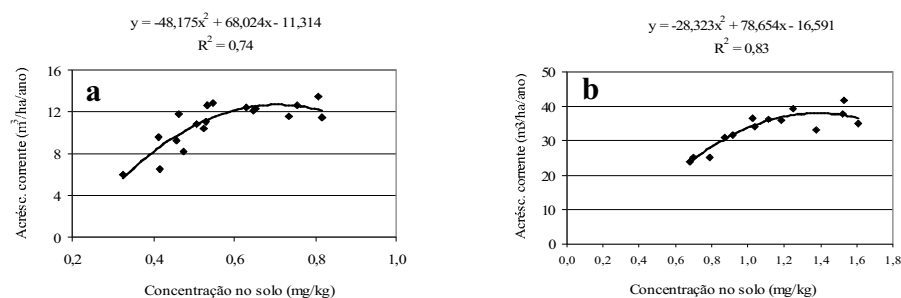 y = -48,175x² + 68,024x - 11,314
R² = 0,74
a
Acrésc. corrente (m³/ha/ano)
16
12
8
4
0
0,2 0,4 0,6 0,8 1,0
Concentração no solo (mg/kg)
y = -28,323x² + 78,654x - 16,591
R² = 0,83
b
Acrésc. corrente (m3/ha/ano)
50
40
30
20
10
0
0,0 0,2 0,4 0,6 0,8 1,0 1,2 1,4 1,6 1,8
Concentração no solo (mg/kg)